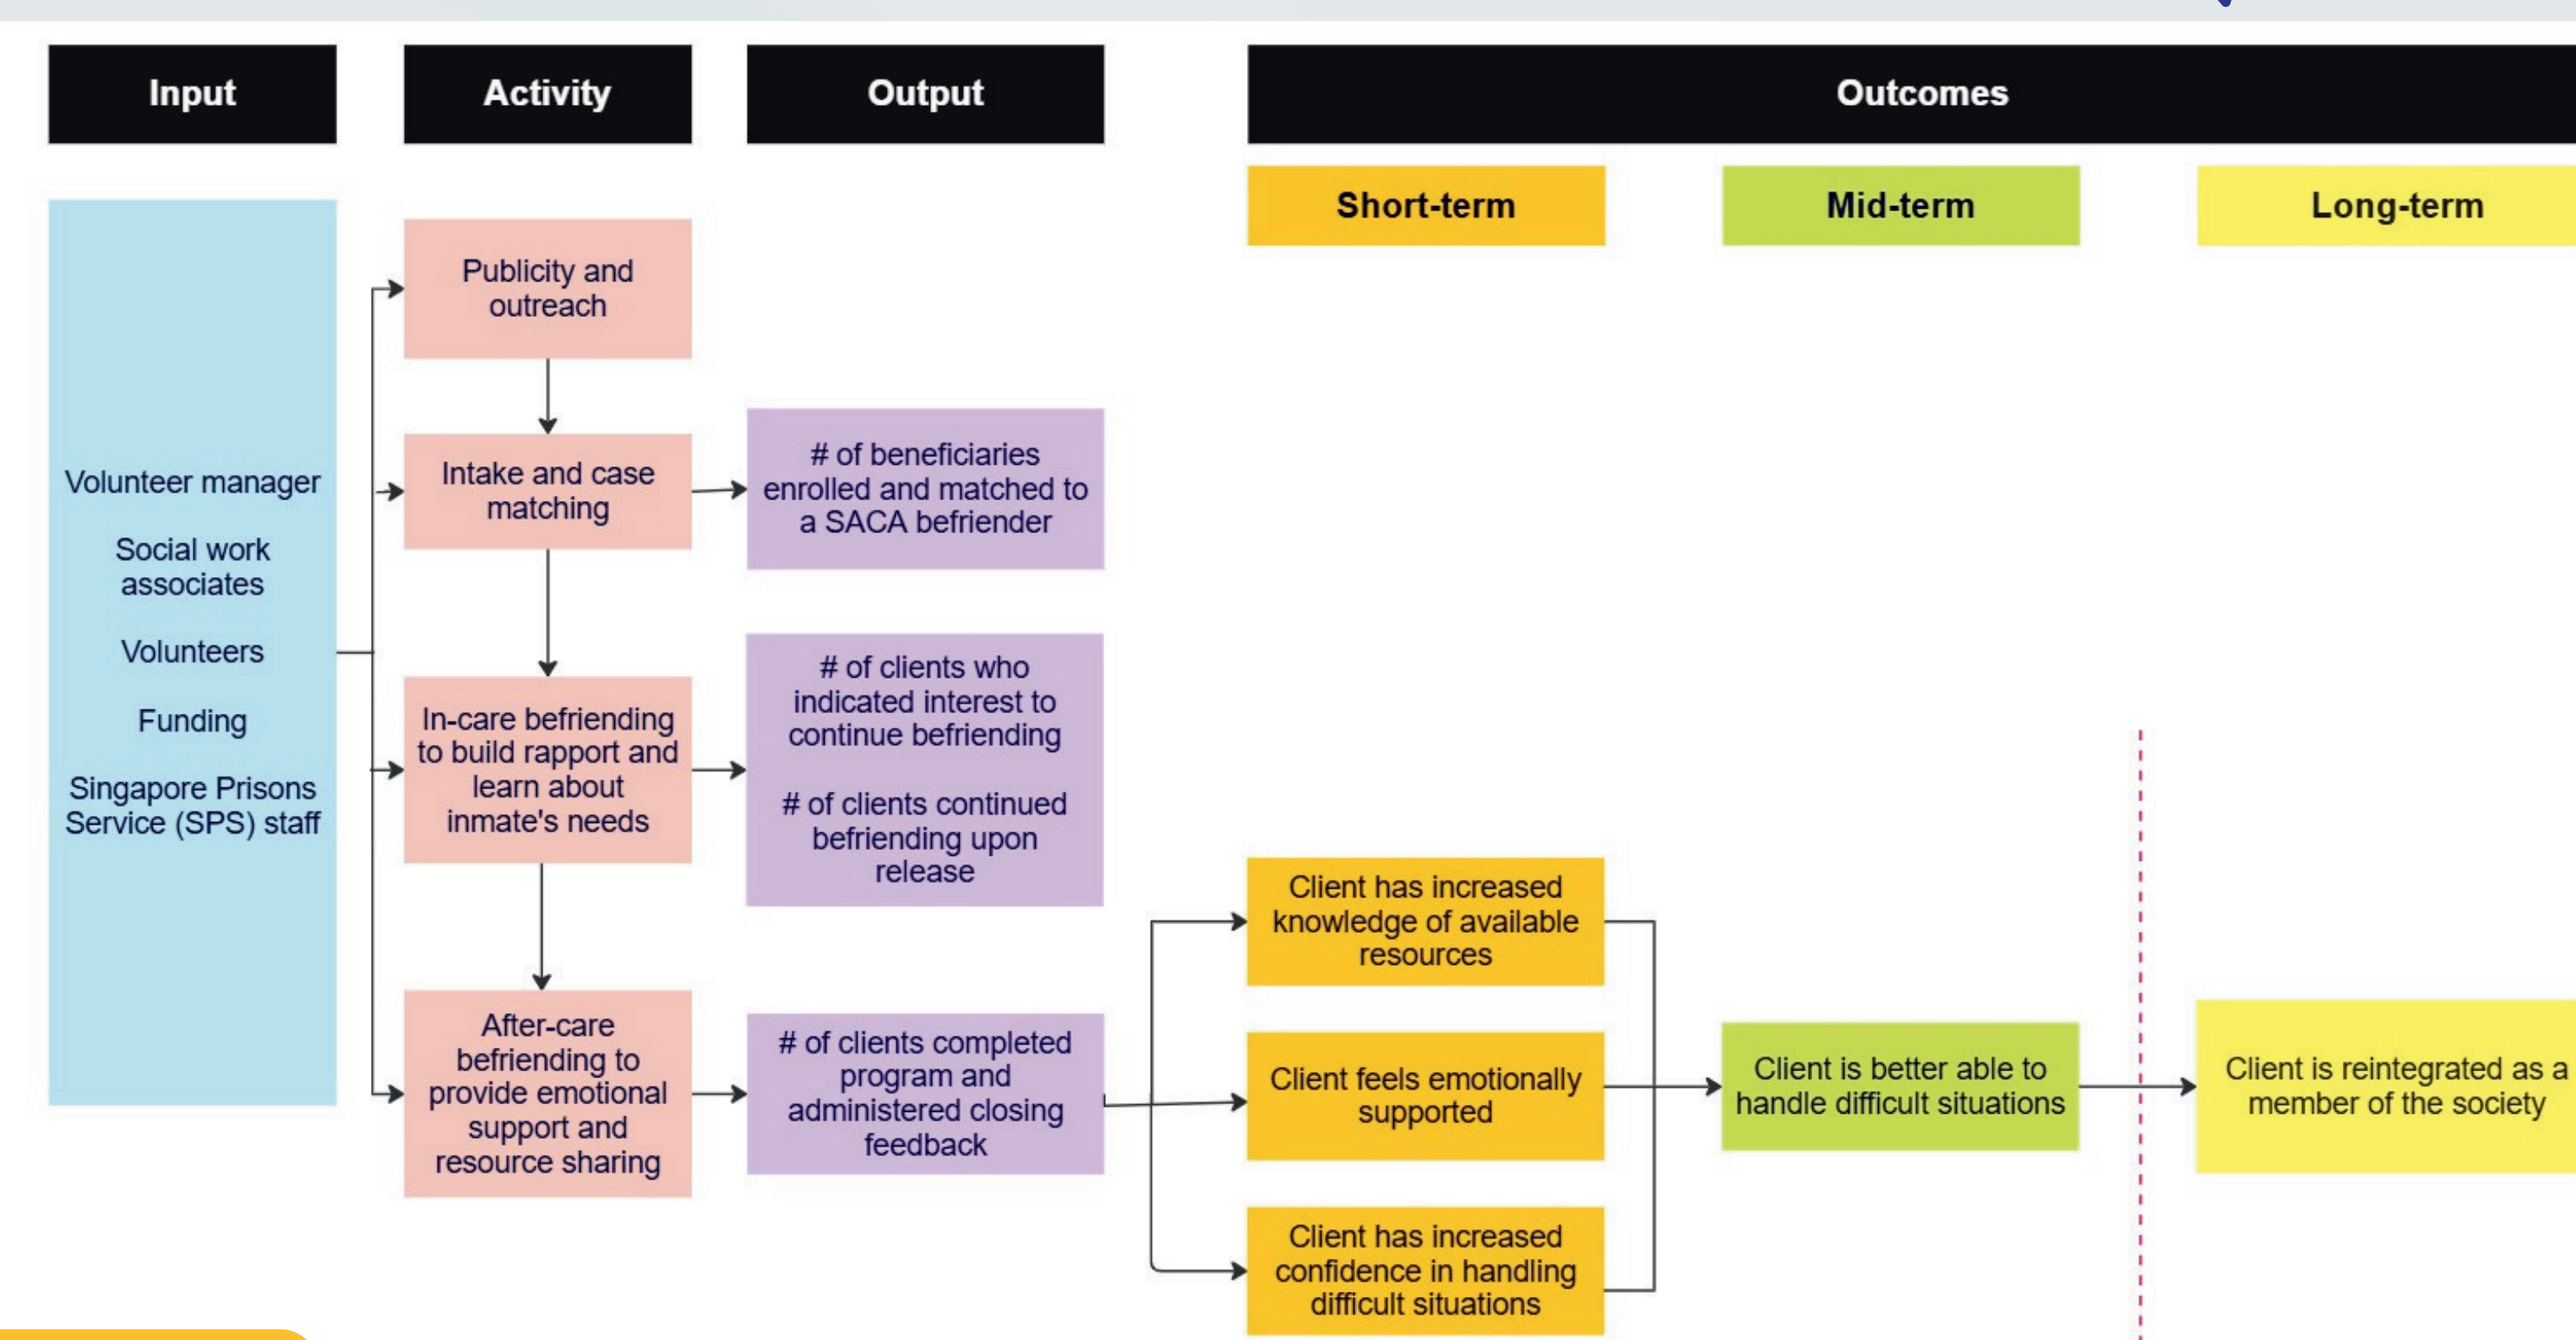 Input
Activity
Output
Outcomes
Short-term
Mid-term
Long-term
Volunteer manager
Social work
associates
Volunteers
Funding
Singapore Prisons
Service (SPS) staff
Publicity and
outreach
Intake and case
matching
In-care befriending
to build rapport and
learn about
inmate's needs
After-care
befriending to
provide emotional
support and
resource sharing
# of beneficiaries
enrolled and matched to
a SACA befriender
# of clients who
indicated interest to
continue befriending
# of clients continued
befriending upon
release
# of clients completed
program and
administered closing
feedback
Client has increased
knowledge of available
resources
Client feels emotionally
supported
Client has increased
confidence in handling
difficult situations
Client is better able to
handle difficult situations
Client is reintegrated as a
member of the society